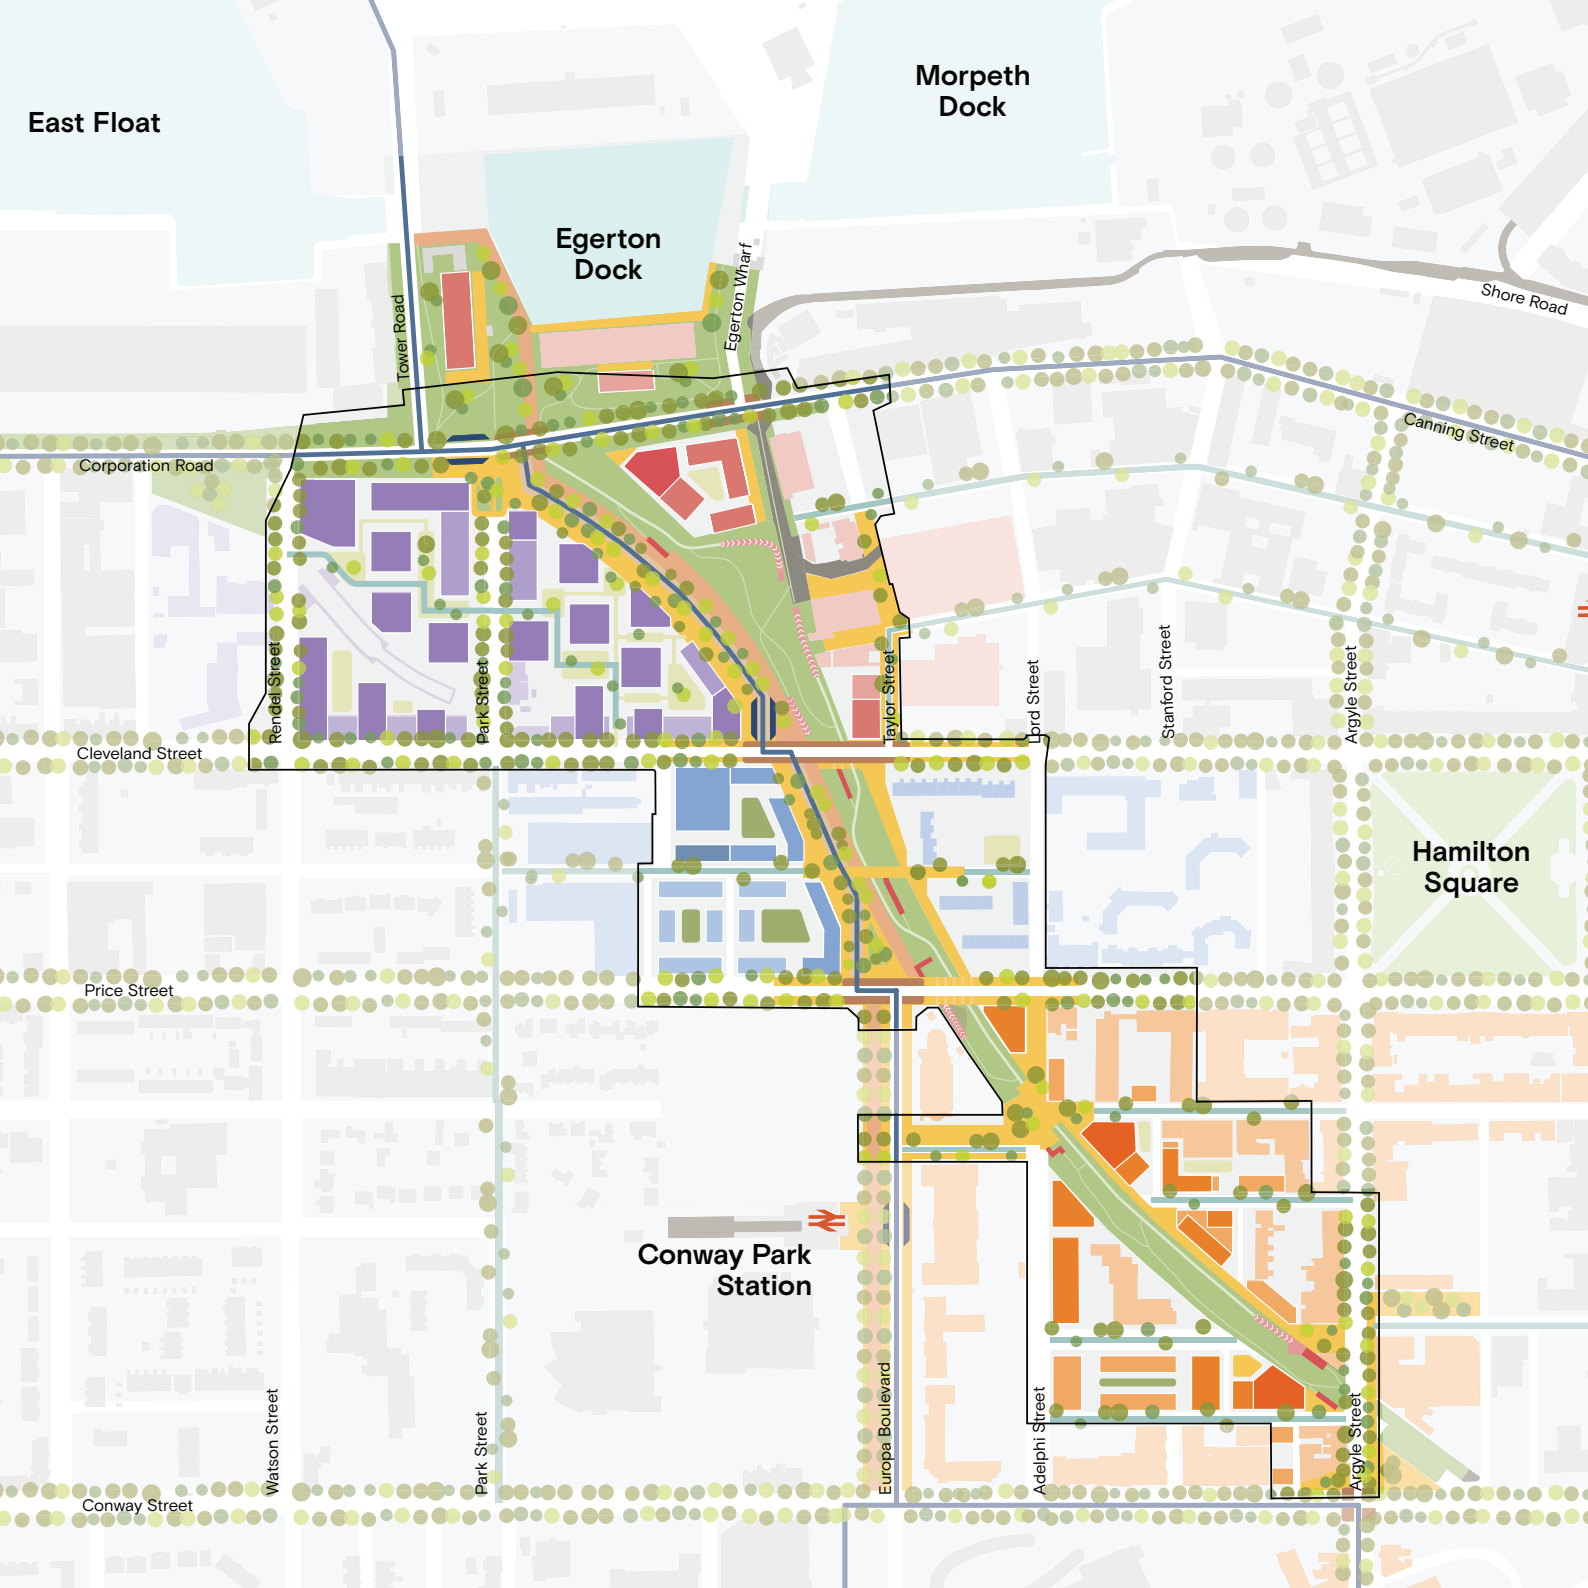 Morpeth
Dock
East Float
Egerton
Dock
Egerton Wharf
Shore Road
Tower Road
Canning Street
Corporation Road
Rendel Street
Park Street
Taylor Street
Lord Street
Stanford Street
Argyle Street
Cleveland Street
Hamilton
Square
Price Street
Conway Park
Station
Watson Street
Park Street
Europa Boulevard
Adelphi Street
Argyle Street
Conway Street